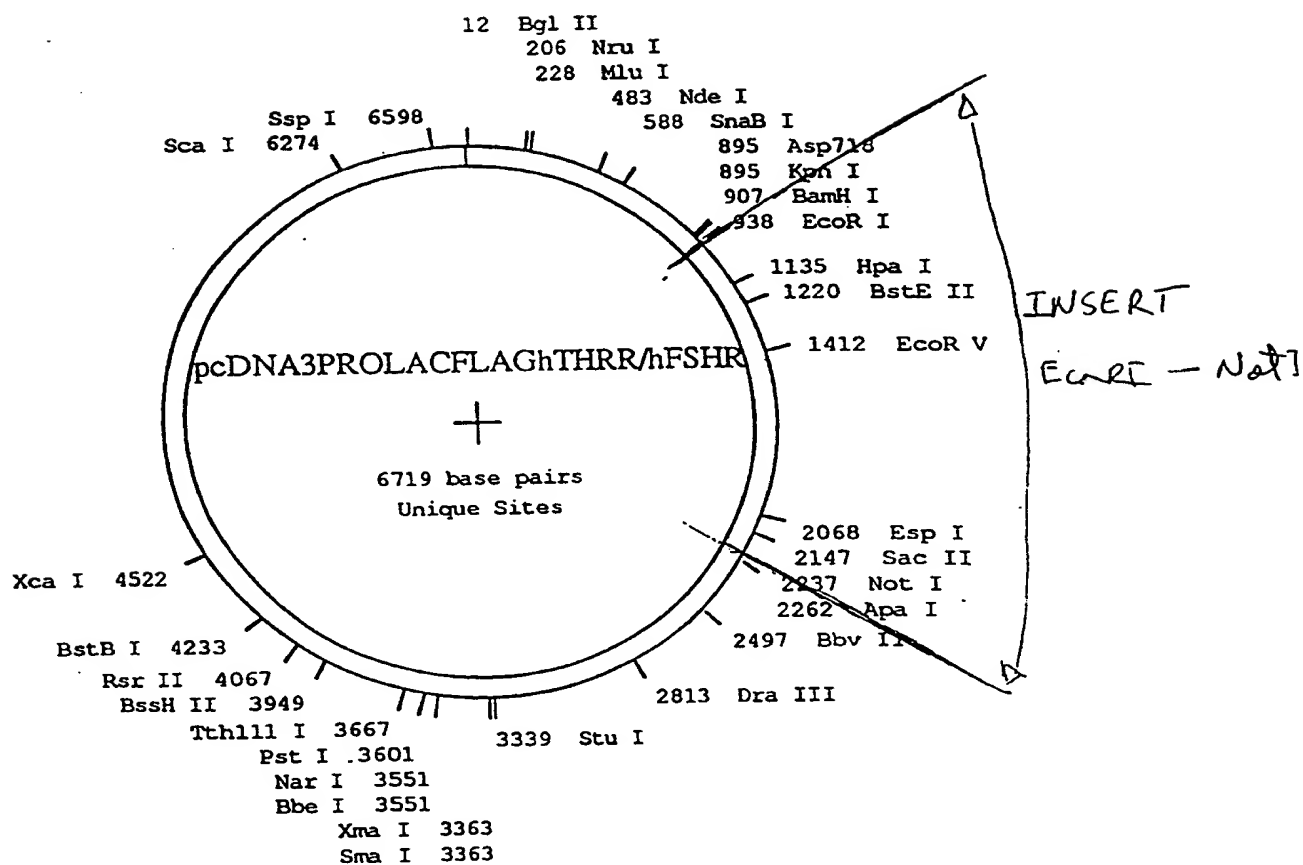 12 Bgl II
206 Nru I
228 Mlu I
483 Nde I
588 SnaB I
895 Asp718
895 Kpn I
907 BamH I
938 EcoR I
1135 Hpa I
1220 BstE II
1412 EcoR V
INSERT
EcoRI - NotI
Ssp I 6598
Sca I 6274
pcDNA3PROLACFLAGhTHRR/hFSHR
6719 base pairs
Unique Sites
2068 Esp I
2147 Sac II
2237 Not I
2262 Apa I
2497 Bbv II
2813 Dra III
3339 Stu I
Xca I 4522
BstB I 4233
Rsr II 4067
BssH II 3949
Tth111 I 3667
Pst I .3601
Nar I 3551
Bbe I 3551
Xma I 3363
Sma I 3363